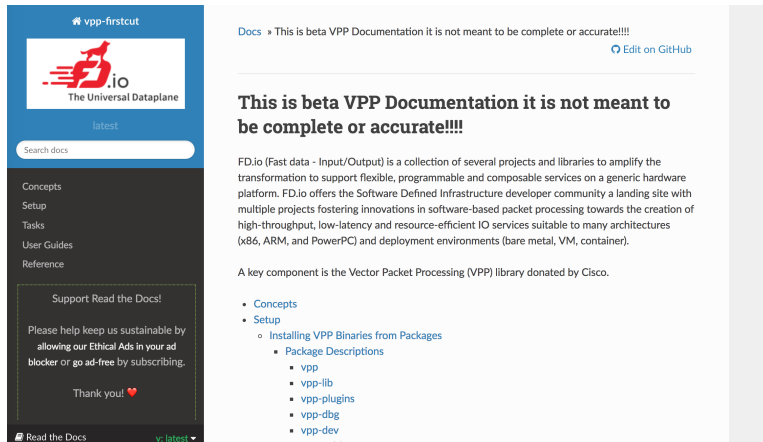 vpp-firstcut
FD.io
The Universal Dataplane
latest
Search docs
Concepts
Setup
Tasks
User Guides
Reference
Support Read the Docs!
Please help keep us sustainable by
allowing our Ethical Ads in your ad
blocker or go ad-free by subscribing.
Thank you! ❤️
Read the Docs
v: latest
Docs » This is beta VPP Documentation it is not meant to be complete or accurate!!!!
Edit on GitHub
This is beta VPP Documentation it is not meant to
be complete or accurate!!!!
FD.io (Fast data - Input/Output) is a collection of several projects and libraries to amplify the
transformation to support flexible, programmable and composable services on a generic hardware
platform. FD.io offers the Software Defined Infrastructure developer community a landing site with
multiple projects fostering innovations in software-based packet processing towards the creation of
high-throughput, low-latency and resource-efficient IO services suitable to many architectures
(x86, ARM, and PowerPC) and deployment environments (bare metal, VM, container).
A key component is the Vector Packet Processing (VPP) library donated by Cisco.
Concepts
Setup
Installing VPP Binaries from Packages
Package Descriptions
vpp
vpp-lib
vpp-plugins
vpp-dbg
vpp-dev